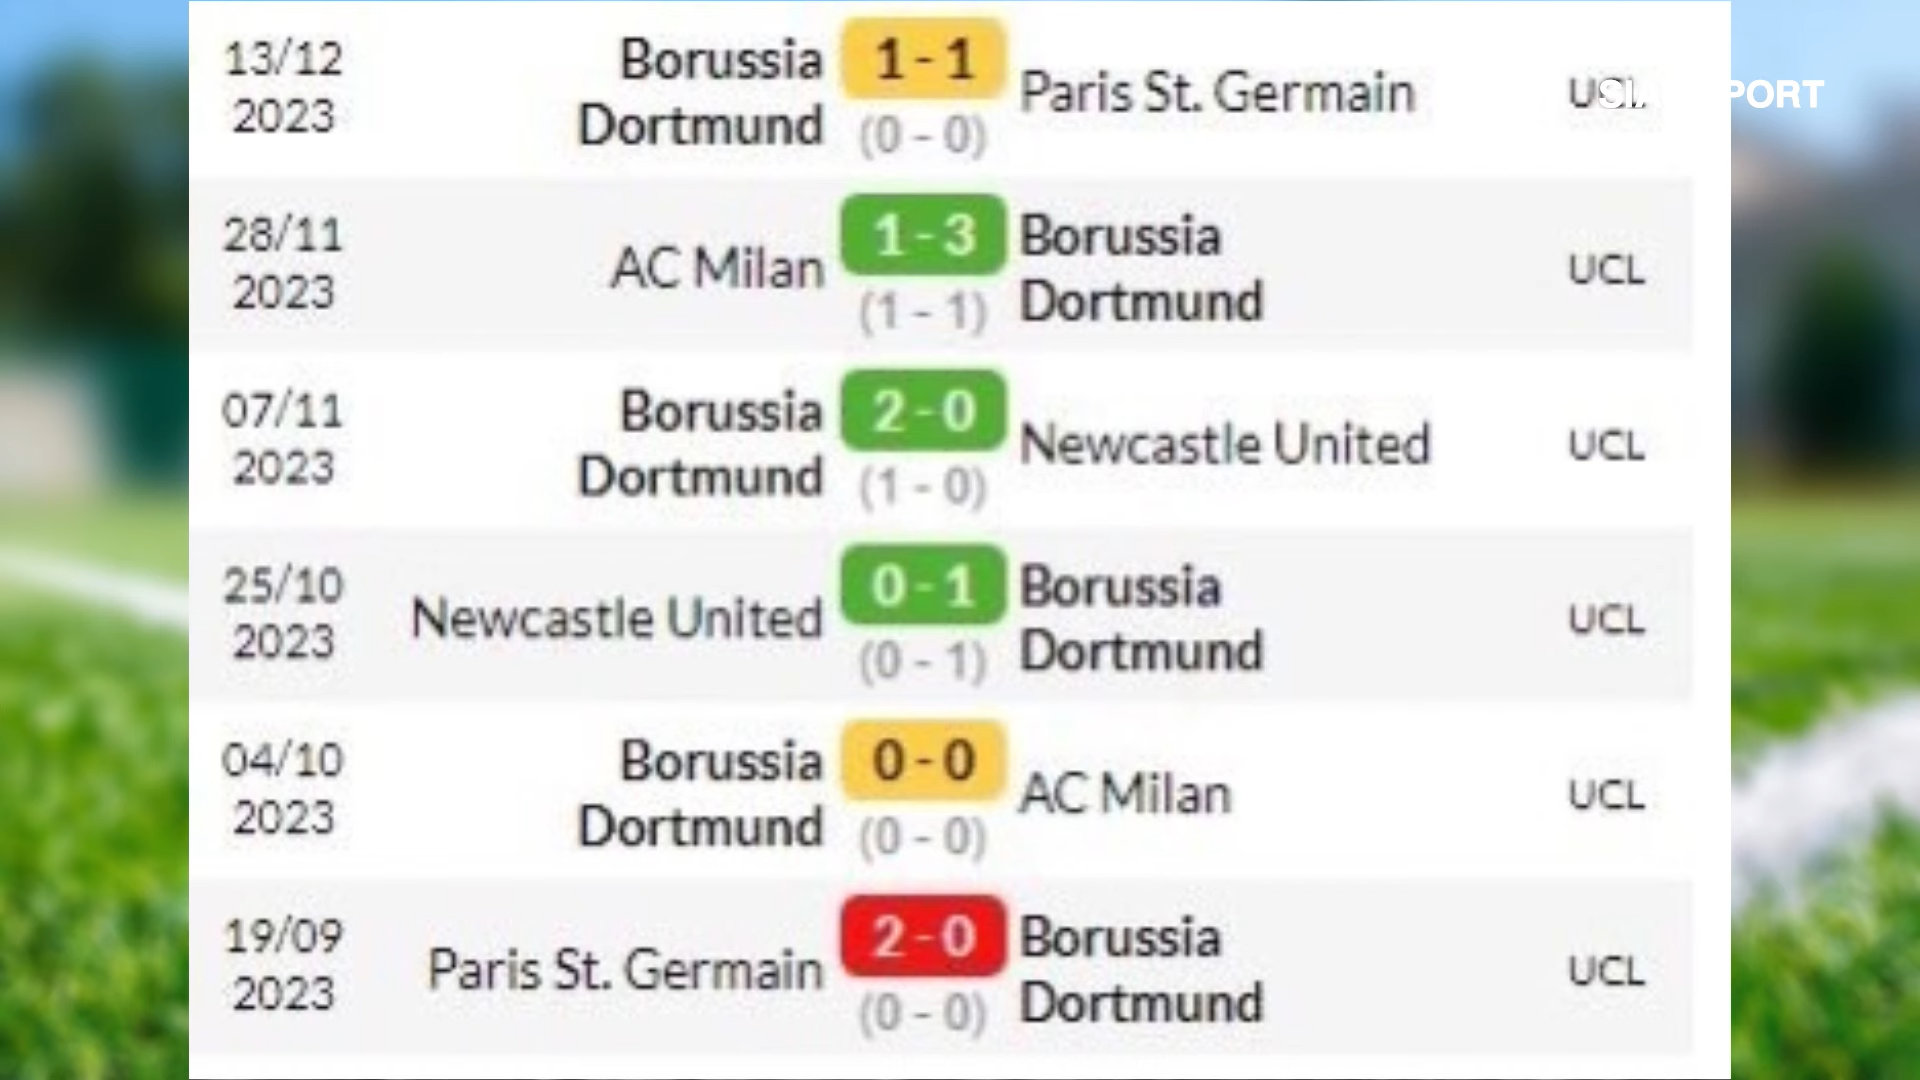 13/12
2023
Borussia
Dortmund
1 - 1
(0 - 0)
Paris St. Germain
28/11
2023
AC Milan
1 - 3
(1 - 1)
Borussia
Dortmund
UCL
07/11
2023
Borussia
Dortmund
2 - 0
(1 - 0)
Newcastle United
UCL
25/10
2023
Newcastle United
0 - 1
(0 - 1)
Borussia
Dortmund
UCL
04/10
2023
Borussia
Dortmund
0 - 0
(0 - 0)
AC Milan
UCL
19/09
2023
Paris St. Germain
2 - 0
(0 - 0)
Borussia
Dortmund
UCL